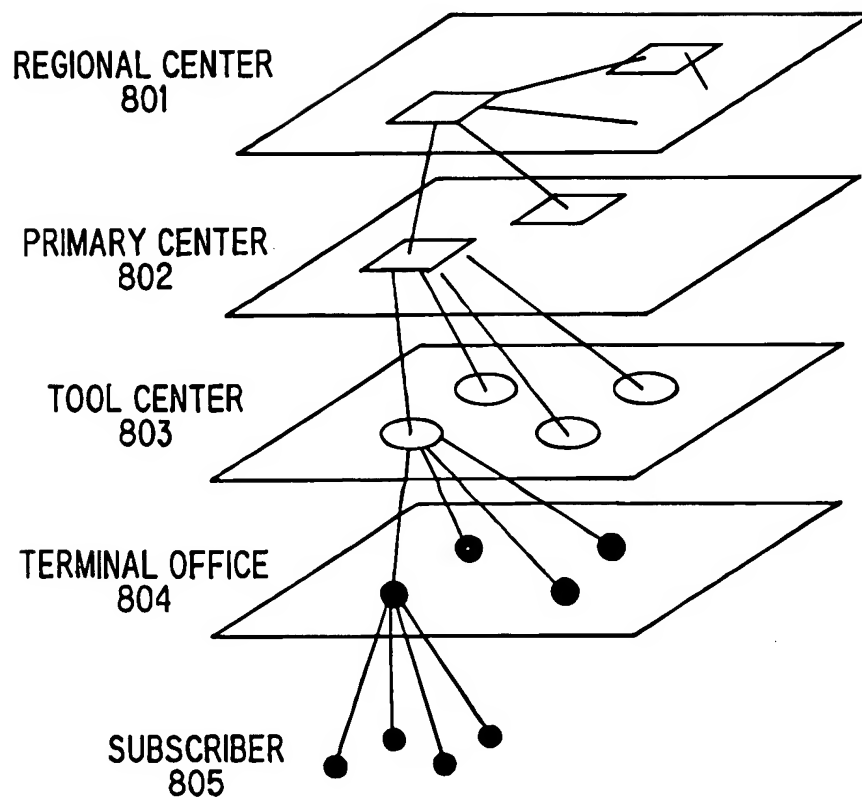 REGIONAL CENTER
801
PRIMARY CENTER
802
TOOL CENTER
803
TERMINAL OFFICE
804
SUBSCRIBER
805